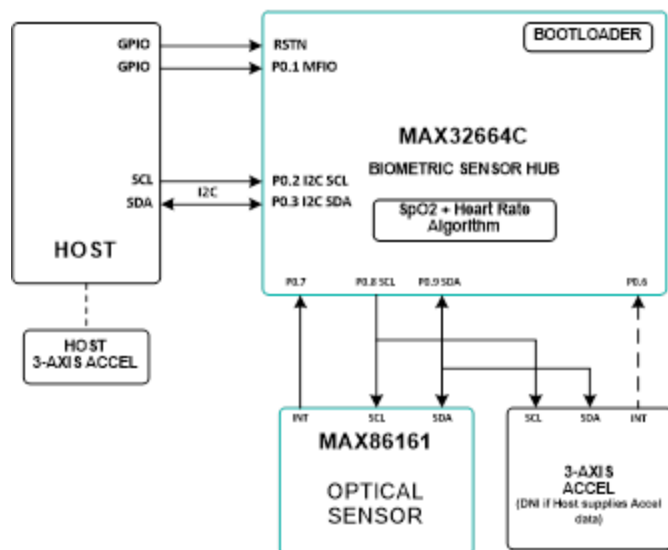 GPIO
GPIO
SCL
SDA
HOST
I2C
HOST
3-AXIS ACCEL
RSTN
P0.1 MFIO
P0.2 I2C SCL
P0.3 I2C SDA
BOOTLOADER
MAX32664C
BIOMETRIC SENSOR HUB
SpO2 + Heart Rate
Algorithm
P0.7
P0.8 SCL
P0.9 SDA
P0.6
INT
SCL
SDA
MAX86161
OPTICAL
SENSOR
SCL
SDA
INT
3-AXIS
ACCEL
(DNI if Host supplies Accel
data)